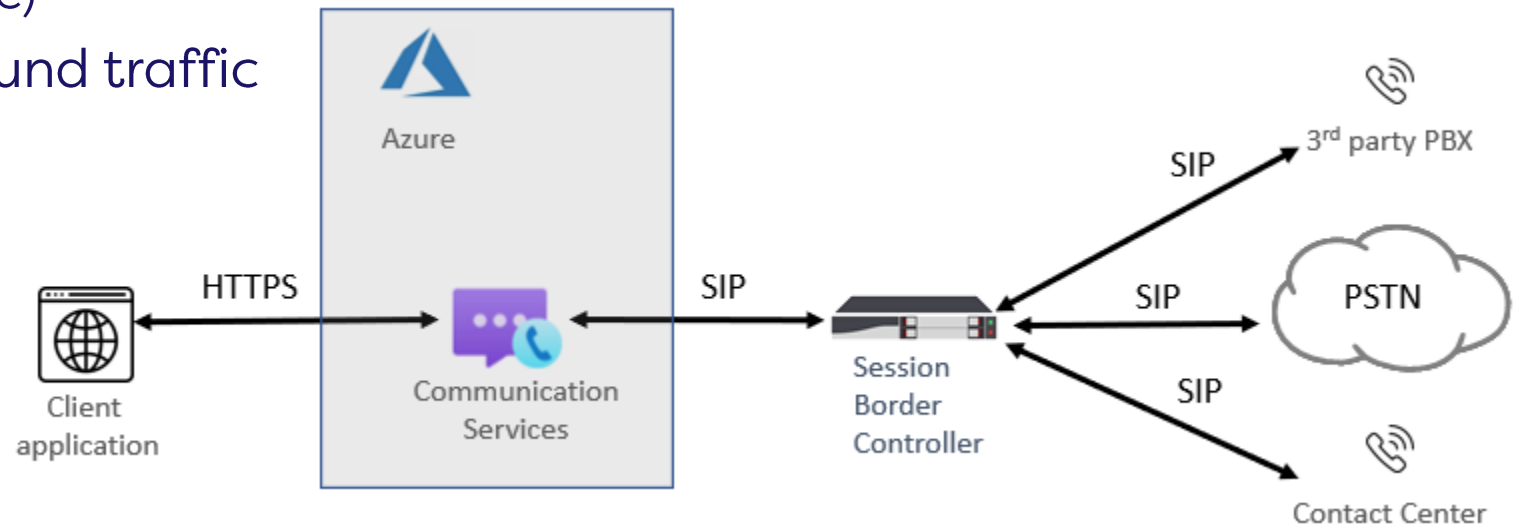 und traffic
Azure
3rd party PBX
SIP
HTTPS
SIP
SIP
PSTN
Communication
Services
Session
Border
Controller
Client
application
SIP
Contact Center